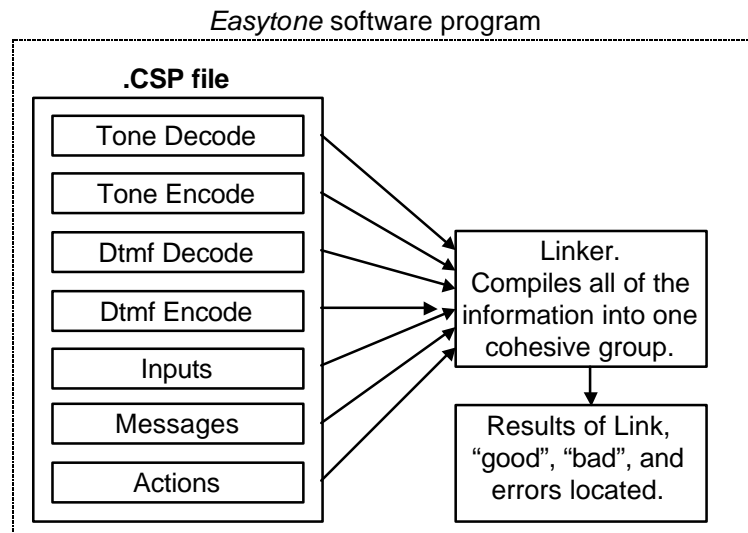 Easytone software program
.CSP file
Tone Decode
Tone Encode
Dtmf Decode
Dtmf Encode
Inputs
Messages
Actions
Linker.
Compiles all of the
information into one
cohesive group.
Results of Link,
“good”, “bad”, and
errors located.